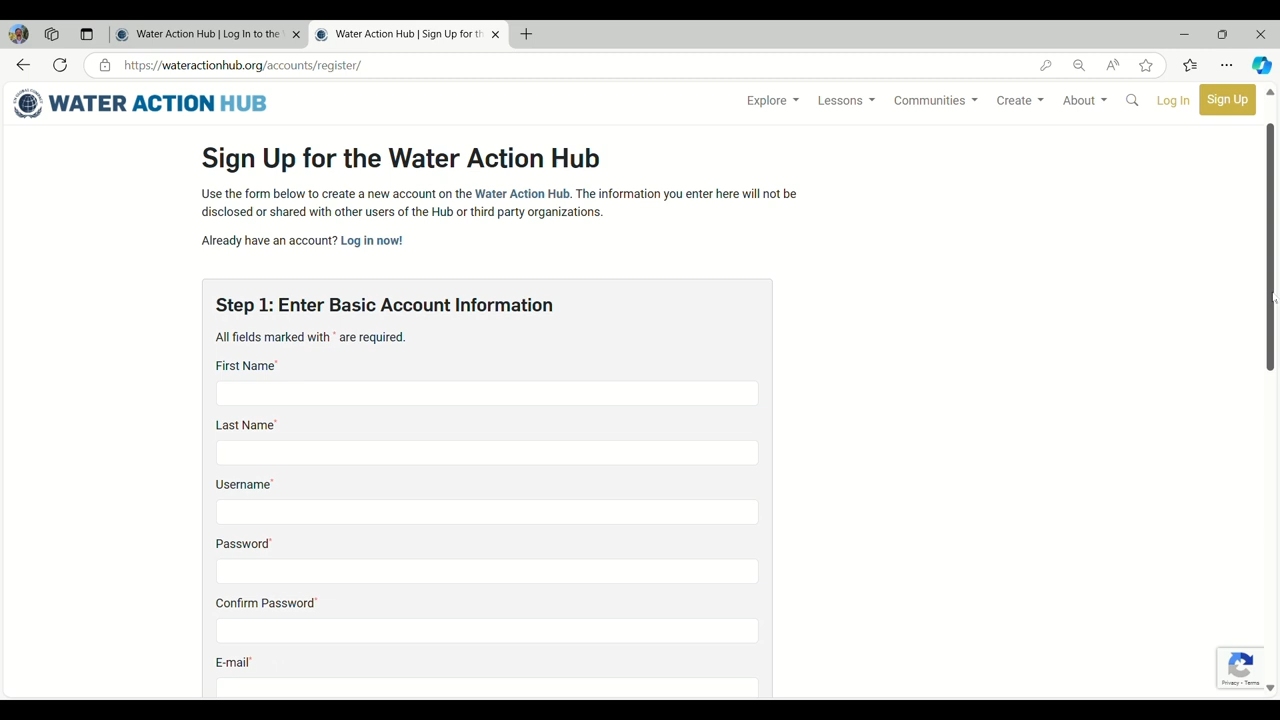 Water Action Hub | Log In to the
Water Action Hub | Sign Up for th
https://wateractionhub.org/accounts/register/
WATER ACTION HUB
Explore
Lessons
Communities
Create
About
Log In
Sign Up
Sign Up for the Water Action Hub
Use the form below to create a new account on the Water Action Hub. The information you enter here will not be
disclosed or shared with other users of the Hub or third party organizations.
Already have an account? Log in now!
Step 1: Enter Basic Account Information
All fields marked with * are required.
First Name*
Last Name*
Username*
Password*
Confirm Password*
E-mail*
Privacy - Terms